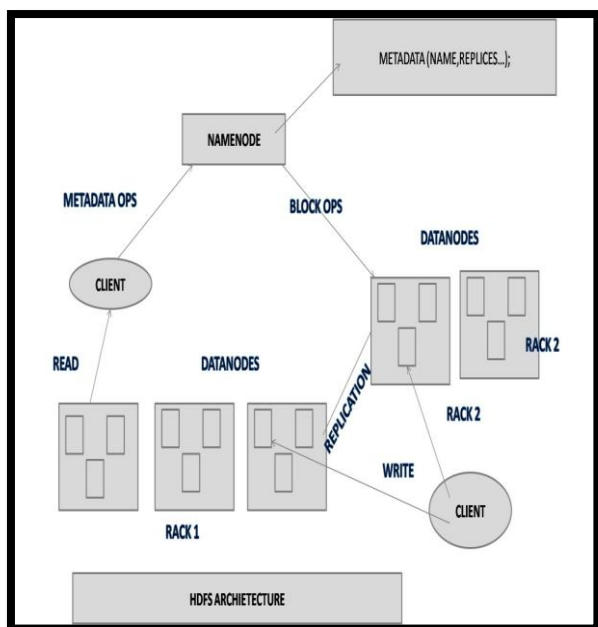 METADATA (NAME,REPLICES...);
NAMENODE
METADATA OPS
BLOCK OPS
DATANODES
CLIENT
READ
DATANODES
RACK 2
REPLICATION
RACK 2
WRITE
CLIENT
RACK 1
HDFS ARCHIETECTURE